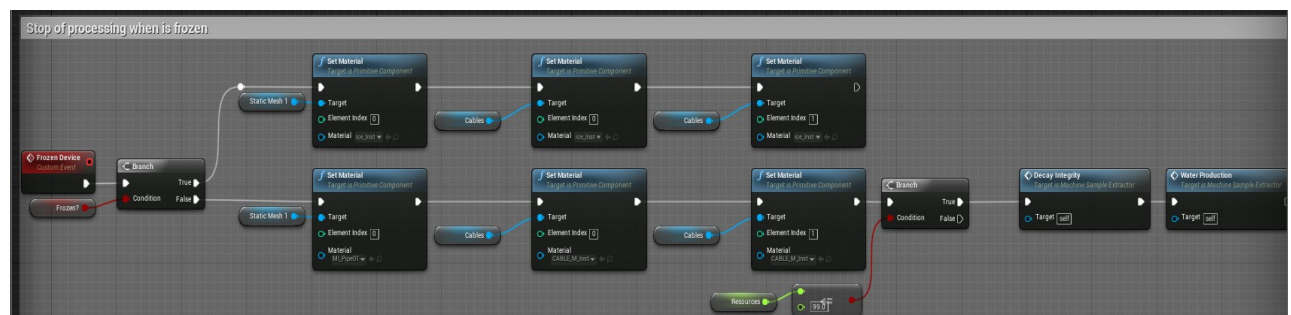 Stop of processing when is frozen
Set Material
Target is Primitive Component
Target
Element Index 0
Material ice_Inst
Static Mesh 1
Set Material
Target is Primitive Component
Target
Element Index 0
Material ice_Inst
Cables
Set Material
Target is Primitive Component
Target
Element Index 1
Material ice_Inst
Cables
Frozen Device
Custom Event
Frozen?
Branch
True
Condition
False
Set Material
Target is Primitive Component
Target
Element Index 0
Material
MI_Pipe01
Static Mesh 1
Set Material
Target is Primitive Component
Target
Element Index 0
Material
CABLE_M_Inst
Cables
Set Material
Target is Primitive Component
Target
Element Index 1
Material
CABLE_M_Inst
Cables
Branch
True
Condition
False
Resources
<=
99.0
Decay Integrity
Target is Machine Sample Extractor
Target self
Water Production
Target is Machine Sample Extractor
Target self